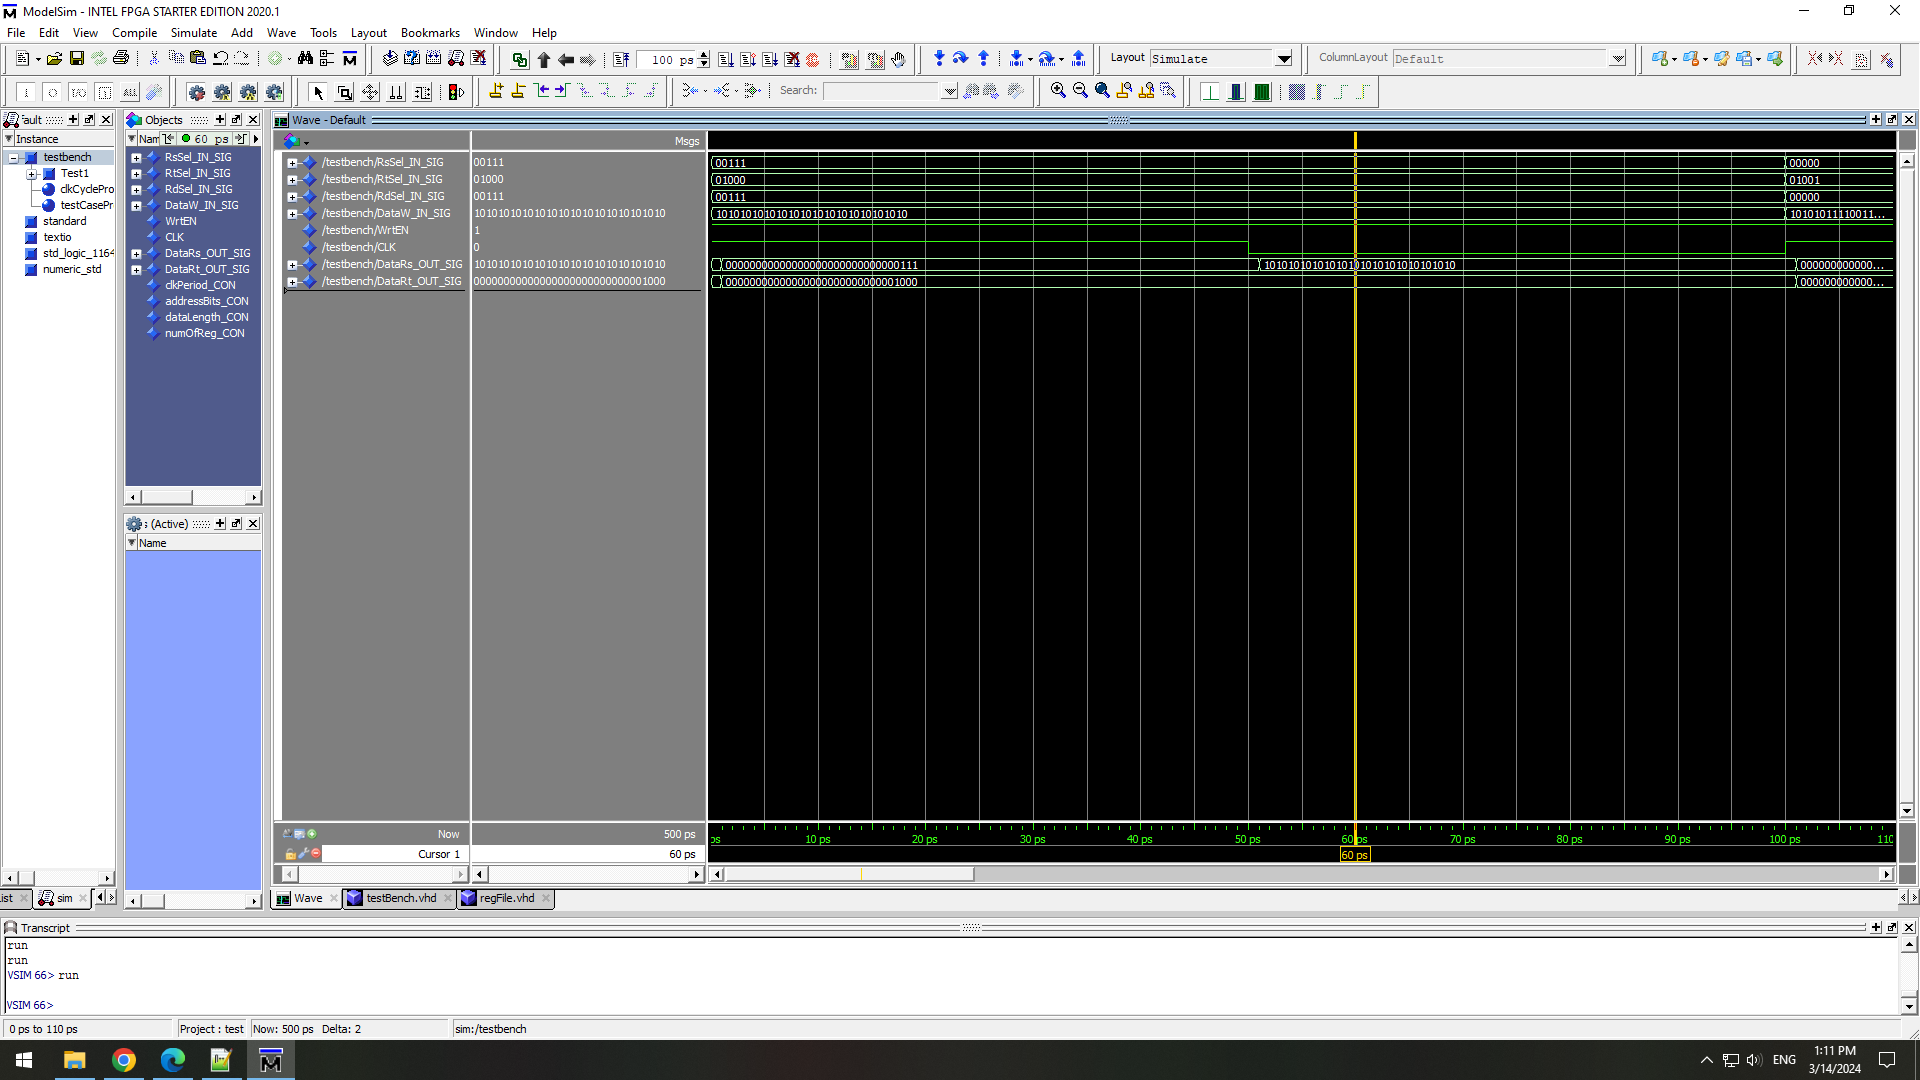 ModelSim - INTEL FPGA STARTER EDITION 2020.1
File Edit View Compile Simulate Add Wave Tools Layout Bookmarks Window Help
100 ps
Layout Simulate
ColumnLayout Default
Search:
ault
Instance
testbench
Test1
clkCyclePro
testCasePr
standard
textio
std_logic_1164
numeric_std
Objects
Nam
60 ps
RsSel_IN_SIG
RtSel_IN_SIG
RdSel_IN_SIG
DataW_IN_SIG
WrtEN
CLK
DataRs_OUT_SIG
DataRt_OUT_SIG
clkPeriod_CON
addressBits_CON
dataLength_CON
numOfReg_CON
; (Active)
Name
Wave - Default
Msgs
/testbench/RsSel_IN_SIG 00111 00111 00000
/testbench/RtSel_IN_SIG 01000 01000 01001
/testbench/RdSel_IN_SIG 00111 00111 00000
/testbench/DataW_IN_SIG 10101010101010101010101010101010 10101010101010101010101010101010 10101011110011...
/testbench/WrtEN 1
/testbench/CLK 0
/testbench/DataRs_OUT_SIG 10101010101010101010101010101010 00000000000000000000000000000111 10101010101010101010101010101010 000000000000...
/testbench/DataRt_OUT_SIG 00000000000000000000000000001000 00000000000000000000000000001000 000000000000...
Now 500 ps
ps 10 ps 20 ps 30 ps 40 ps 50 ps 60 ps 70 ps 80 ps 90 ps 100 ps 110
Cursor 1 60 ps
60 ps
ist
sim
Wave
testBench.vhd
regFile.vhd
Transcript
run
run
VSIM 66> run
VSIM 66>
0 ps to 110 ps
Project : test
Now: 500 ps Delta: 2
sim:/testbench
ENG
1:11 PM
3/14/2024